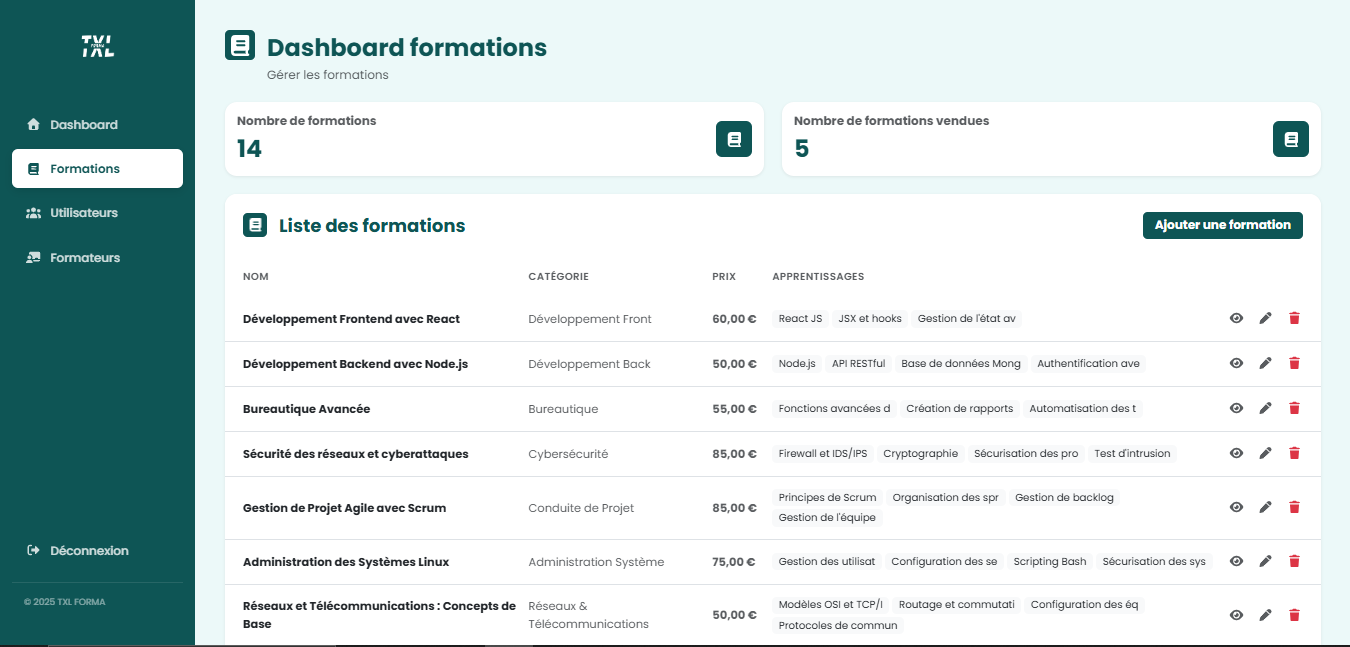 TXL
FORMA
Dashboard
Formations
Utilisateurs
Formateurs
Déconnexion
© 2025 TXL FORMA
Dashboard formations
Gérer les formations
Nombre de formations
14
Nombre de formations vendues
5
Liste des formations
Ajouter une formation
NOM CATÉGORIE PRIX APPRENTISSAGES
Développement Frontend avec React Développement Front 60,00 € React JS JSX et hooks Gestion de l'état av
Développement Backend avec Node.js Développement Back 50,00 € Node.js API RESTful Base de données Mong Authentification ave
Bureautique Avancée Bureautique 55,00 € Fonctions avancées d Création de rapports Automatisation des t
Sécurité des réseaux et cyberattaques Cybersécurité 85,00 € Firewall et IDS/IPS Cryptographie Sécurisation des pro Test d'intrusion
Gestion de Projet Agile avec Scrum Conduite de Projet 85,00 € Principes de Scrum Organisation des spr Gestion de backlog
Gestion de l'équipe
Administration des Systèmes Linux Administration Système 75,00 € Gestion des utilisat Configuration des se Scripting Bash Sécurisation des sys
Réseaux et Télécommunications : Concepts de Réseaux & 50,00 € Modèles OSI et TCP/I Routage et commutati Configuration des éq
Base Télécommunications Protocoles de commun